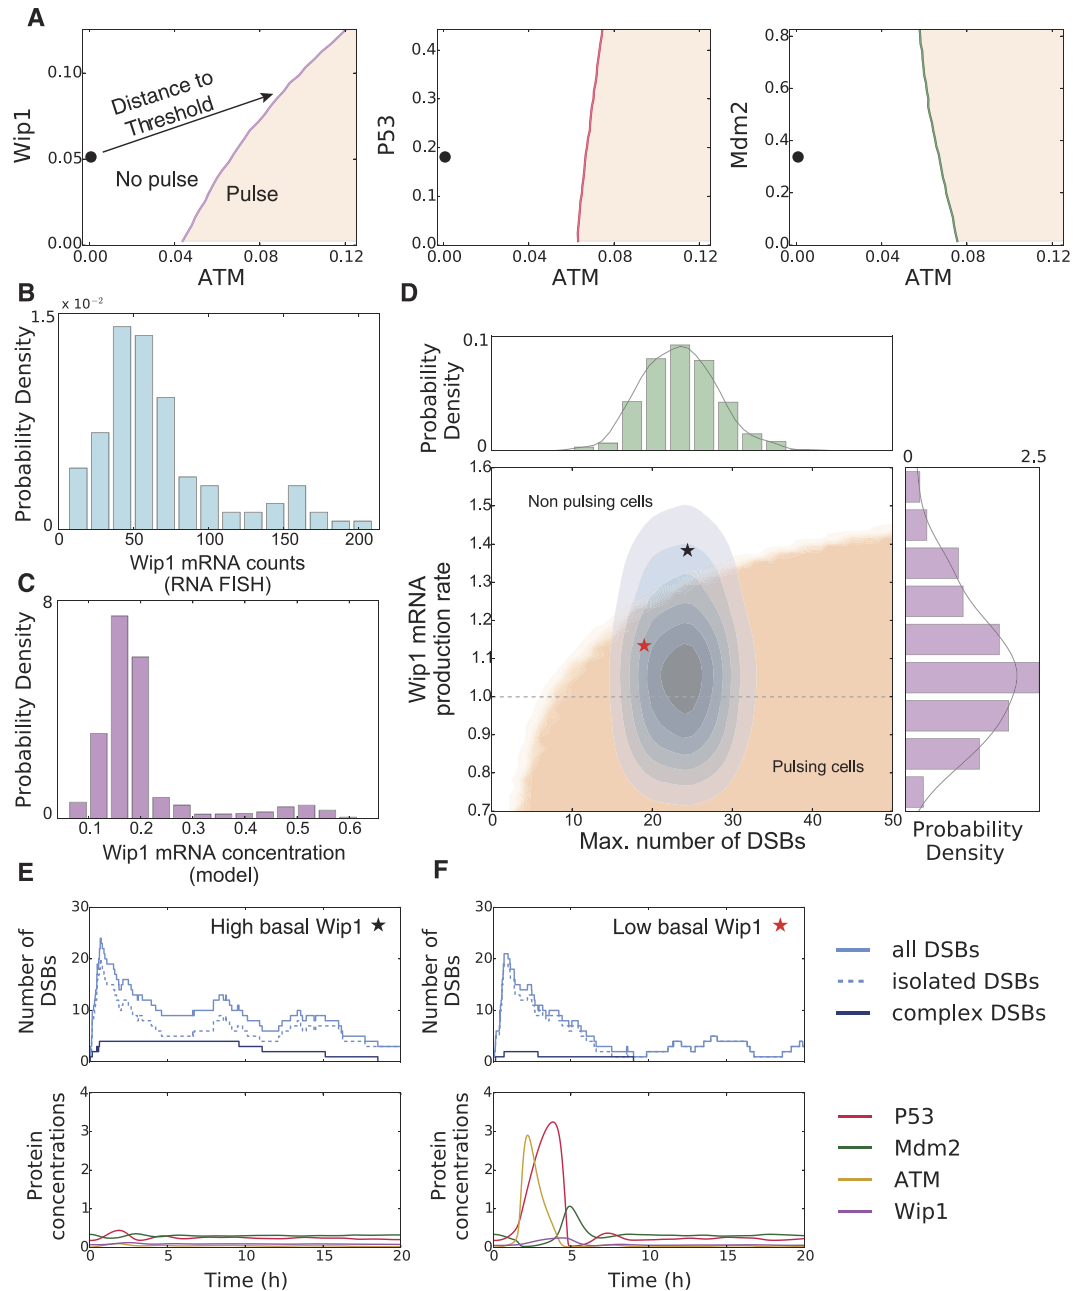 A
Wip1
0.10
0.05
0.00
Distance to
Threshold
No pulse
Pulse
0.00 0.04 0.08 0.12
ATM
P53
0.4
0.3
0.2
0.1
0.0
0.00 0.04 0.08 0.12
ATM
Mdm2
0.8
0.6
0.4
0.2
0.0
0.00 0.04 0.08 0.12
ATM
B
x 10⁻²
1.5
0
Probability Density
0 50 100 150 200
Wip1 mRNA counts
(RNA FISH)
C
8
0
Probability Density
0.1 0.2 0.3 0.4 0.5 0.6
Wip1 mRNA concentration
(model)
D
0.1
0
Probability
Density
1.6
1.5
1.4
1.3
1.2
1.1
1.0
0.9
0.8
0.7
Wip1 mRNA
production rate
Non pulsing cells
Pulsing cells
0 10 20 30 40 50
Max. number of DSBs
0 2.5
Probability
Density
E
30
20
10
0
Number of
DSBs
High basal Wip1
4
3
2
1
0
Protein
concentrations
0 5 10 15 20
Time (h)
F
30
20
10
0
Number of
DSBs
Low basal Wip1
4
3
2
1
0
Protein
concentrations
0 5 10 15 20
Time (h)
all DSBs
isolated DSBs
complex DSBs
P53
Mdm2
ATM
Wip1